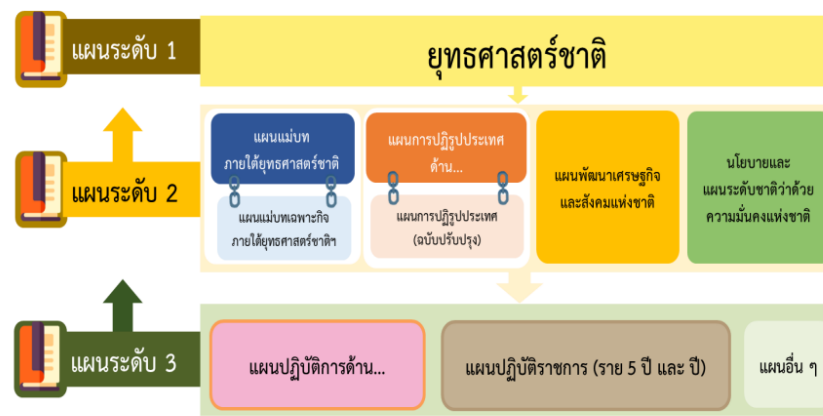 แผนระดับ 1
ยุทธศาสตร์ชาติ
แผนระดับ 2
แผนแม่บท
ภายใต้ยุทธศาสตร์ชาติ
แผนแม่บทเฉพาะกิจ
ภายใต้ยุทธศาสตร์ชาติฯ
แผนการปฏิรูปประเทศ
ด้าน...
แผนการปฏิรูปประเทศ
(ฉบับปรับปรุง)
แผนพัฒนาเศรษฐกิจ
และสังคมแห่งชาติ
นโยบายและ
แผนระดับชาติว่าด้วย
ความมั่นคงแห่งชาติ
แผนระดับ 3
แผนปฏิบัติการด้าน...
แผนปฏิบัติราชการ (ราย 5 ปี และ ปี)
แผนอื่น ๆ